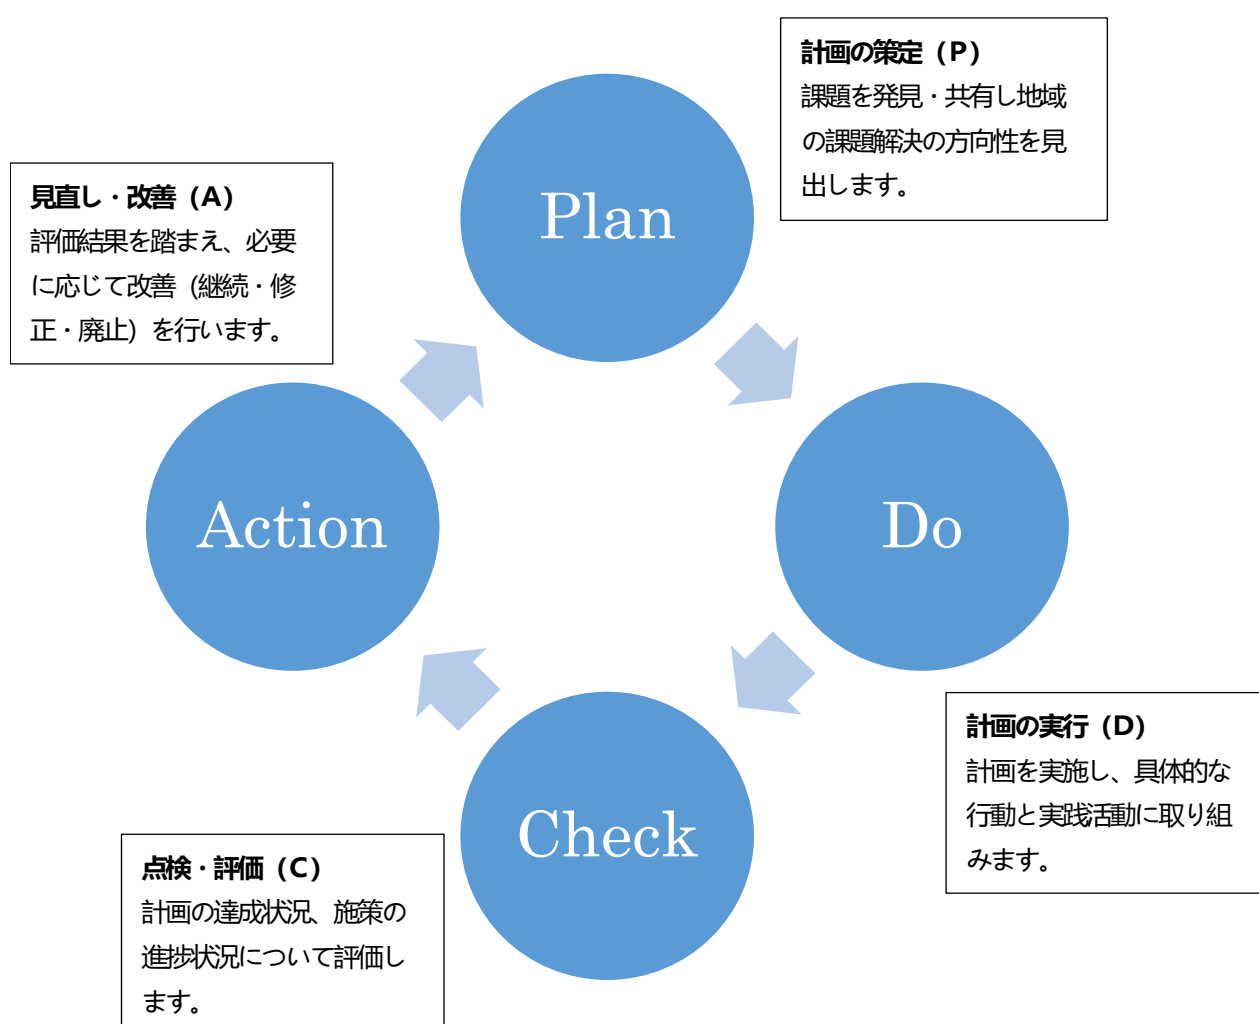 計画の策定（P）
課題を発見・共有し地域
の課題解決の方向性を見
出します。
Plan
見直し・改善（A）
評価結果を踏まえ、必要
に応じて改善（継続・修
正・廃止）を行います。
Action
Do
計画の実行（D）
計画を実施し、具体的な
行動と実践活動に取り組
みます。
Check
点検・評価（C）
計画の達成状況、施策の
進捗状況について評価し
ます。